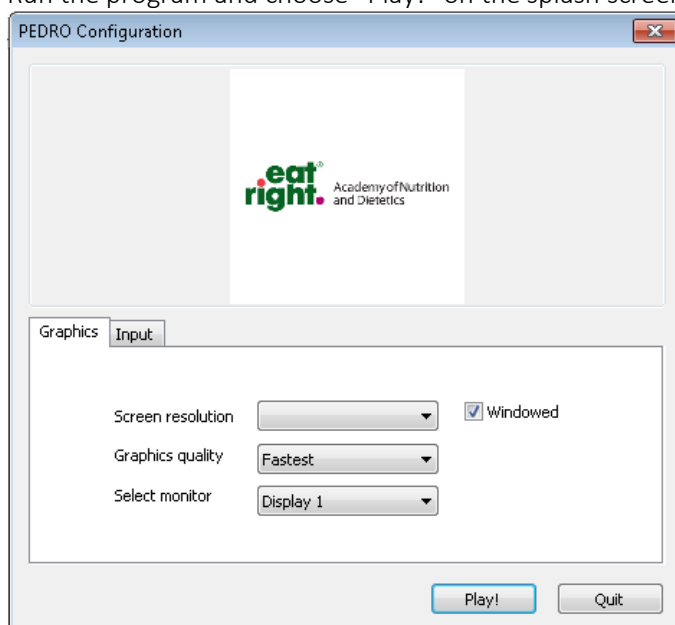 Run the program and choose "Play!" on the splash screen
PEDRO Configuration
eat
right.
Academy of Nutrition
and Dietetics
Graphics
Input
Screen resolution
Windowed
Graphics quality
Fastest
Select monitor
Display 1
Play!
Quit